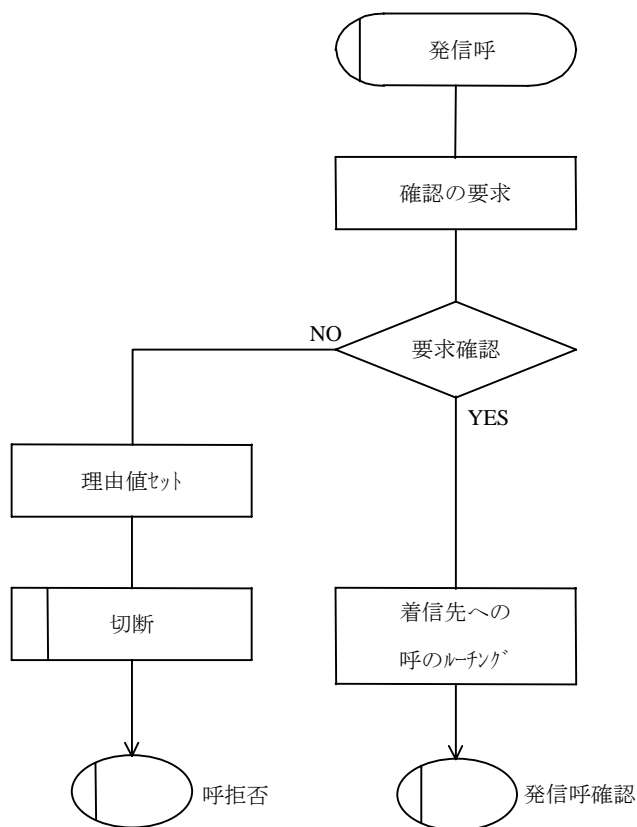 発信呼
確認の要求
要求確認
NO
YES
理由値ｾｯﾄ
切断
着信先への
呼のﾙｰﾁﾝｸﾞ
呼拒否
発信呼確認